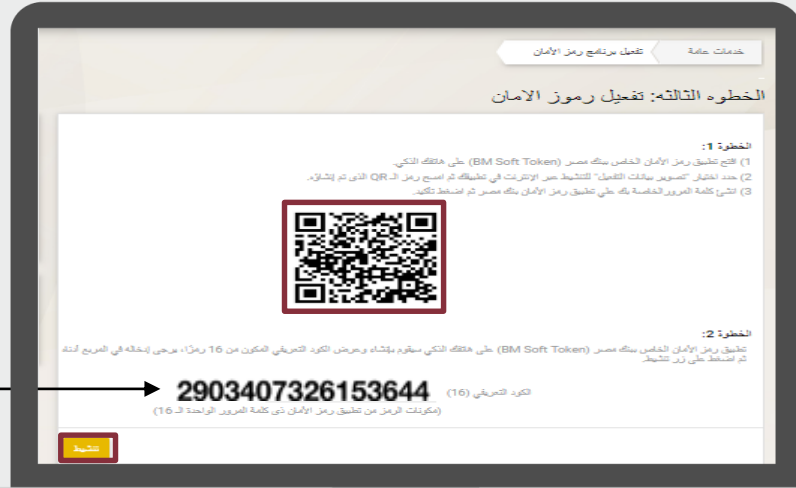 خدمات عامة
تفعيل برنامج رمز الأمان
الخطوه الثالثه: تفعيل رموز الامان
الخطوة 1:
1) افتح تطبيق رمز الأمان الخاص ببنك مصر (BM Soft Token) على هاتفك الذكي.
2) حدد اختيار "تصوير بيانات التفعيل" للتنشيط عبر الإنترنت في تطبيقك ثم امسح رمز الـ QR الذى تم إنشاؤه.
3) انشئ كلمة المرور الخاصة بك على تطبيق رمز الأمان بنك مصر ثم اضغط تأكيد.
الخطوة 2:
تطبيق رمز الأمان الخاص ببنك مصر (BM Soft Token) على هاتفك الذكي سيقوم بإنشاء وعرض الكود التعريفي المكون من 16 رمزًا، يرجى إدخاله في المربع أدناه
ثم اضغط على زر تنشيط.
الكود التعريفي (16) 2903407326153644
(مكونات الرمز من تطبيق رمز الأمان ذى كلمة المرور الواحدة الـ 16)
تنشيط